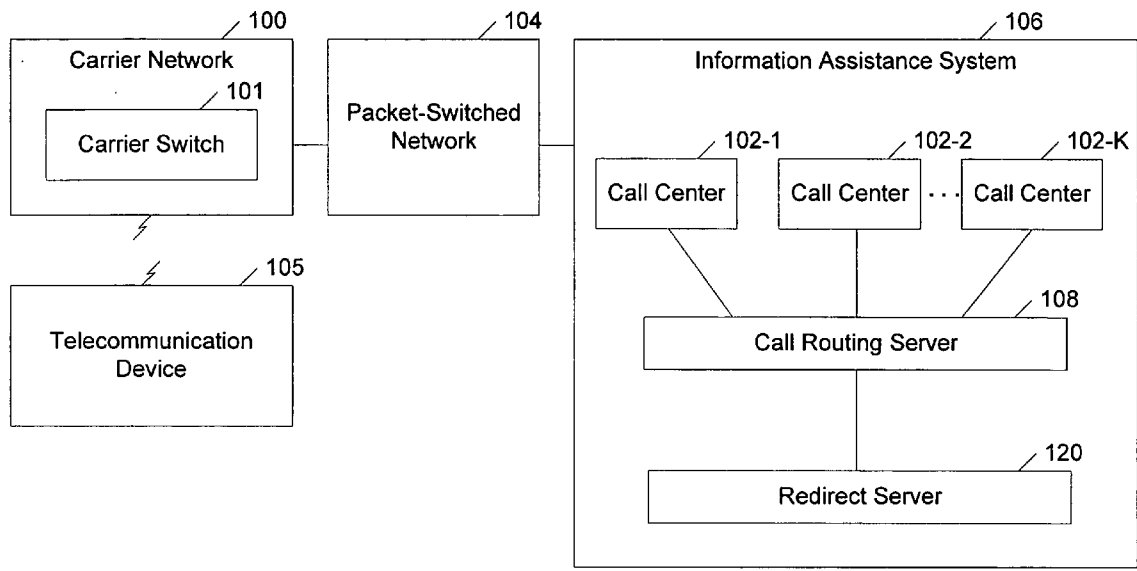 100
104
106
Carrier Network
101
Carrier Switch
Packet-Switched
Network
Information Assistance System
102-1
102-2
102-K
Call Center
Call Center
...
Call Center
105
Telecommunication
Device
108
Call Routing Server
120
Redirect Server